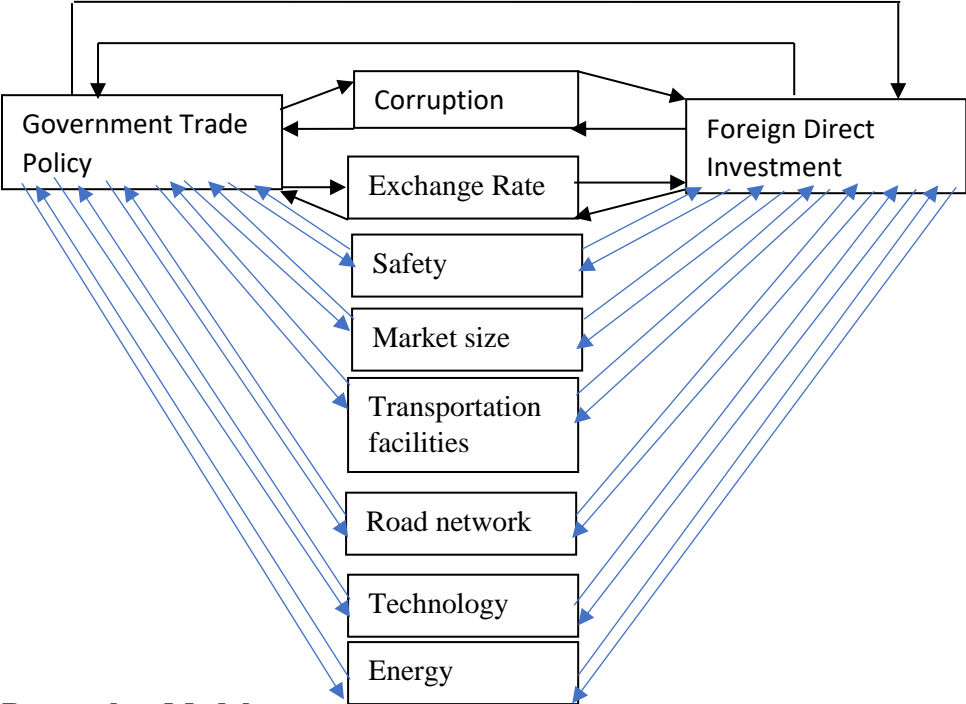 Corruption
Government Trade
Policy
Foreign Direct
Investment
Exchange Rate
Safety
Market size
Transportation
facilities
Road network
Technology
Energy